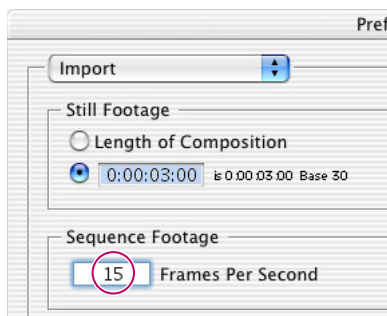 Pref
Import
Still Footage
Length of Composition
0:00:03:00 is 0:00:03:00 Base 30
Sequence Footage
15 Frames Per Second